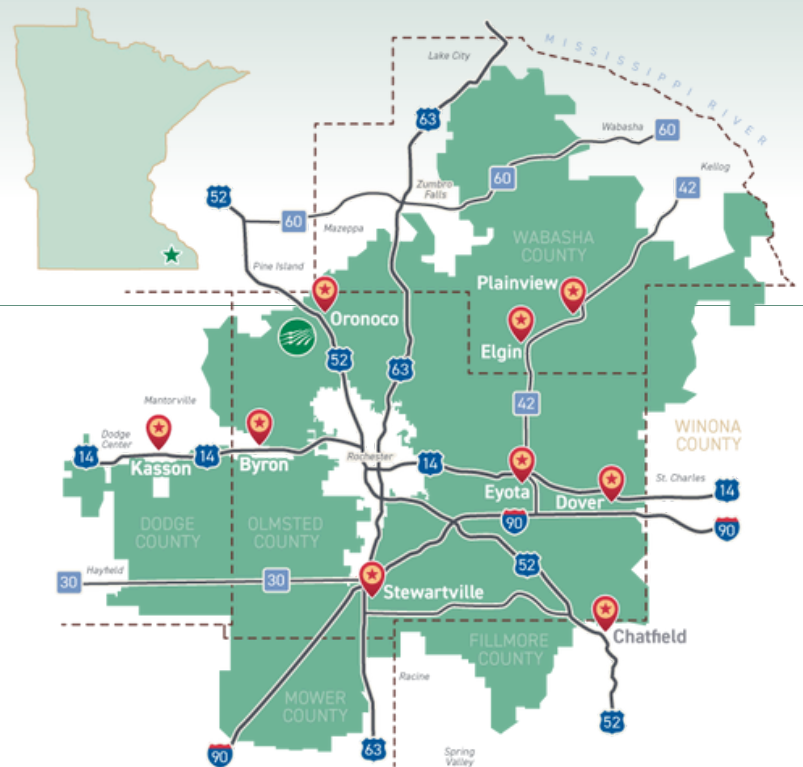 Lake City
MISSISSIPPI RIVER
63
Wabasha
60
Kellog
42
60
Zumbro
Falls
52
60
Mazeppa
WABASHA
COUNTY
Pine Island
Plainview
Oronoco
Elgin
52
63
42
Mantorville
WINONA
COUNTY
Dodge
Center
14
Kasson
14
Byron
Rochester
14
Eyota
Dover
St. Charles
14
90
90
DODGE
COUNTY
OLMSTED
COUNTY
52
Hayfield
30
30
Stewartville
Chatfield
FILLMORE
COUNTY
Racine
MOWER
COUNTY
52
90
63
Spring
Valley